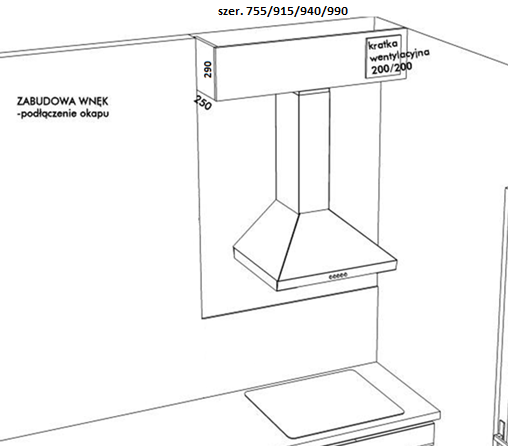 szer. 755/915/940/990
kratka
wentylacyjna
200/200
290
250
ZABUDOWA WNĘK
-podłączenie okapu